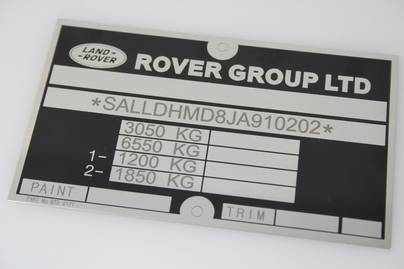 LAND-
-ROVER
ROVER GROUP LTD
*SALLDHMD8JA910202*
3050 KG
6550 KG
1- 1200 KG
2- 1850 KG
PAINT
TRIM